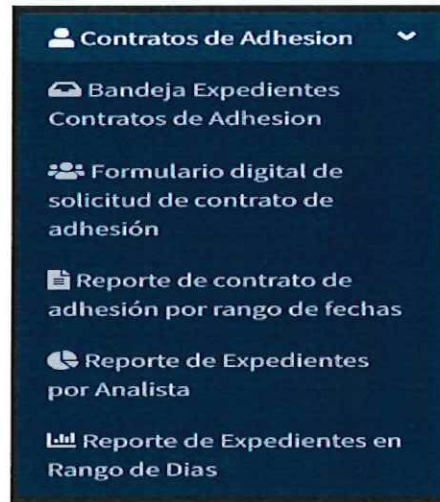 Contratos de Adhesion
Bandeja Expedientes
Contratos de Adhesion
Formulario digital de
solicitud de contrato de
adhesión
Reporte de contrato de
adhesión por rango de fechas
Reporte de Expedientes
por Analista
Reporte de Expedientes en
Rango de Dias